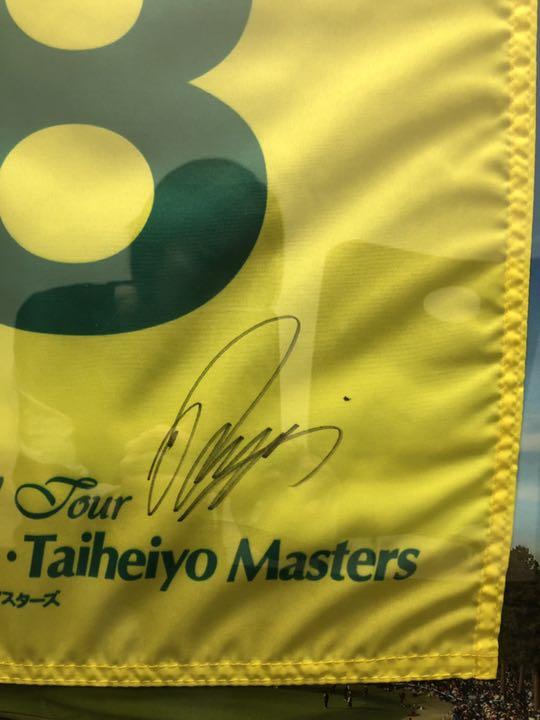 8
Tour
Taiheiyo Masters
スターズ